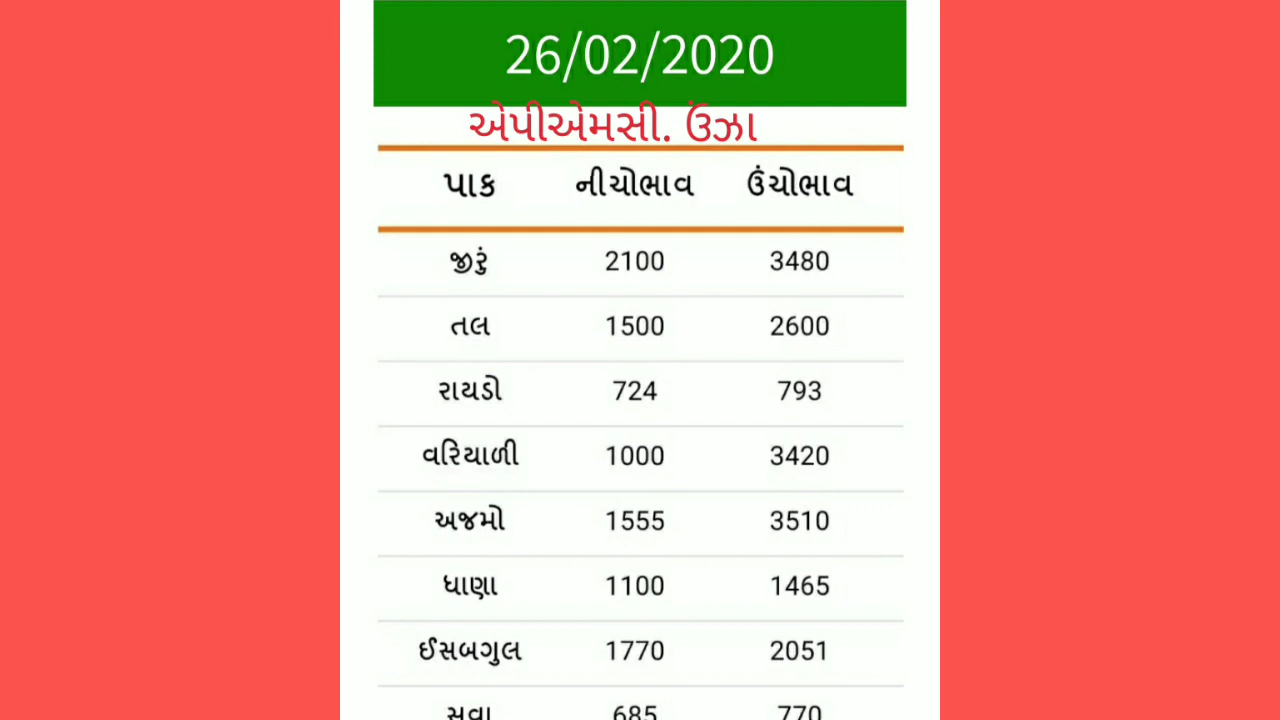 26/02/2020
એપીએમસી. ઉંઝા
પાક નીચોભાવ ઉંચોભાવ
જીરું 2100 3480
તલ 1500 2600
રાયડો 724 793
વરિયાળી 1000 3420
અજમો 1555 3510
ધાણા 1100 1465
ઈસબગુલ 1770 2051
સવા 685 770